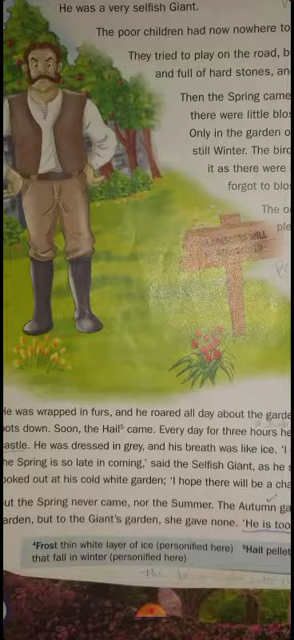 He was a very selfish Giant.
The poor children had now nowhere to
They tried to play on the road, b
and full of hard stones, an
Then the Spring came
there were little blo
Only in the garden o
still Winter. The bird
it as there were
forgot to blo
The o
ple
WILL
He was wrapped in furs, and he roared all day about the garde
ots down. Soon, the Hail⁵ came. Every day for three hours he
astle. He was dressed in grey, and his breath was like ice. 'I
he Spring is so late in coming,' said the Selfish Giant, as he s
ooked out at his cold white garden; 'I hope there will be a cha
ut the Spring never came, nor the Summer. The Autumn ga
arden, but to the Giant's garden, she gave none. 'He is too
⁴Frost thin white layer of ice (personified here) ⁵Hail pellet
that fall in winter (personified here)